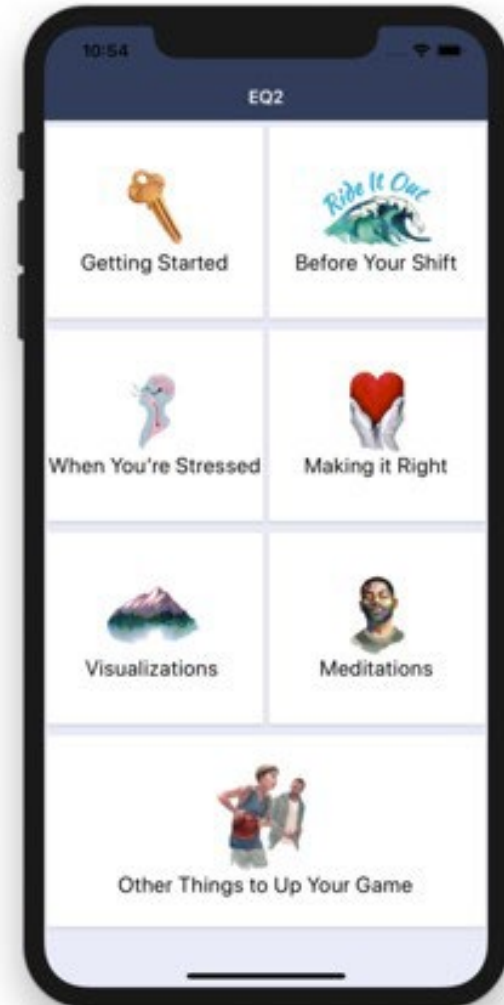 10:54
EQ2
Getting Started
Ride It Out
Before Your Shift
When You're Stressed
Making it Right
Visualizations
Meditations
Other Things to Up Your Game